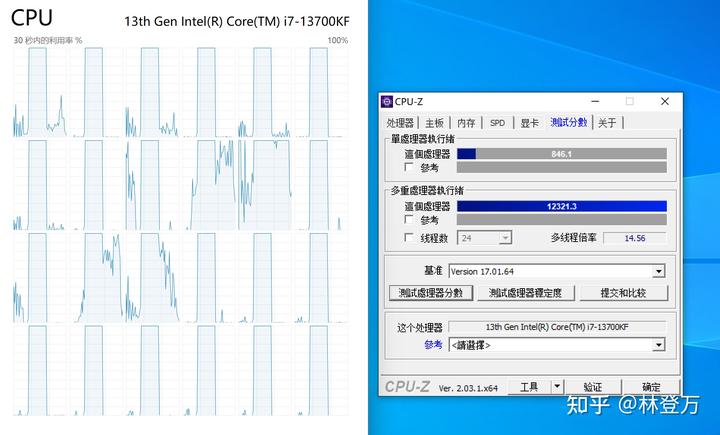 CPU
13th Gen Intel(R) Core(TM) i7-13700KF
30 秒内的利用率 %
100%
CPU-Z
处理器 主板 内存 SPD 显卡 測試分數 关于
單處理器執行緒
這個處理器 846.1
參考
多重處理器執行緒
這個處理器 12321.3
參考
线程数 24 多线程倍率 14.56
基准 Version 17.01.64
測試處理器分數 測試處理器穩定度 提交和比较
这个处理器 13th Gen Intel(R) Core(TM) i7-13700KF
參考 <請選擇>
CPU-Z Ver. 2.03.1.x64 工具 验证 确定
知乎 @林登万